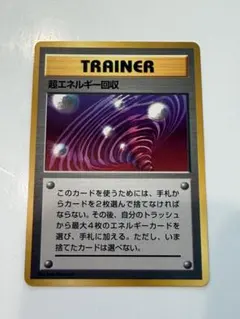 TRAINER
超エネルギー回収
このカードを使うためには、手札か
らカードを2枚選んで捨てなければ
ならない。その後、自分のトラッシュ
から最大4枚のエネルギーカードを
選び、手札に加える。ただし、いま
捨てたカードは選べない。